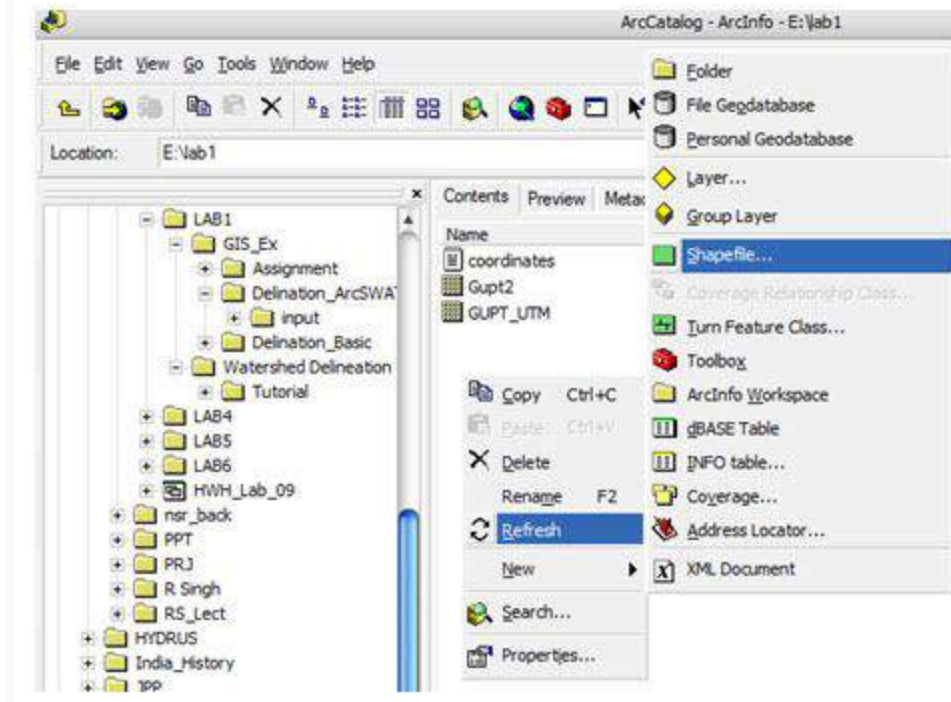 ArcCatalog - ArcInfo - E:\lab1
File Edit View Go Tools Window Help
Location: E:\lab1
LAB1
GIS_Ex
Assignment
Delination_ArcSWA
input
Delination_Basic
Watershed Delineation
Tutorial
LAB4
LAB5
LAB6
HWH_Lab_09
nsr_back
PPT
PRJ
R Singh
RS_Lect
HYDRUS
India_History
JPP
Contents Preview Metac
Name
coordinates
Gupt2
GUPT_UTM
Copy Ctrl+C
Paste Ctrl+V
Delete
Rename F2
Refresh
New
Search...
Properties...
Folder
File Geodatabase
Personal Geodatabase
Layer...
Group Layer
Shapefile...
Coverage Relationship Class...
Turn Feature Class...
Toolbox
ArcInfo Workspace
dBASE Table
INFO table...
Coverage...
Address Locator...
XML Document